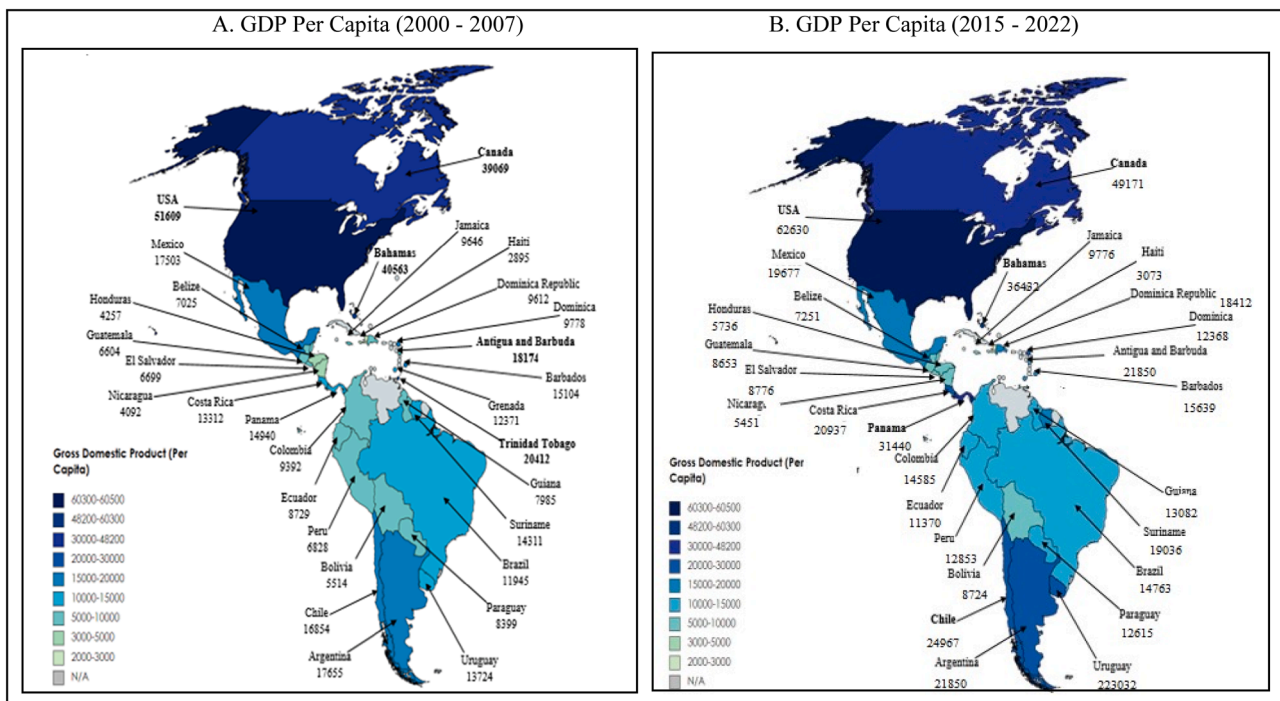 A. GDP Per Capita (2000 - 2007)
Canada
39069
USA
51609
Jamaica
9646
Haiti
2895
Mexico
17503
Bahamas
40563
Belize
7025
Dominica Republic
9612
Honduras
4257
Dominica
9778
Guatemala
6604
Antigua and Barbuda
18174
El Salvador
6699
Barbados
15104
Nicaragua
4092
Costa Rica
13312
Grenada
12371
Panama
14940
Trinidad Tobago
20412
Colombia
9392
Guiana
7985
Ecuador
8729
Suriname
14311
Peru
6828
Brazil
11945
Bolivia
5514
Paraguay
8399
Chile
16854
Argentina
17655
Uruguay
13724
Gross Domestic Product (Per
Capita)
60300-60500
48200-60300
30000-48200
20000-30000
15000-20000
10000-15000
5000-10000
3000-5000
2000-3000
N/A
B. GDP Per Capita (2015 - 2022)
Canada
49171
USA
62630
Jamaica
9776
Haiti
3073
Mexico
19677
Bahamas
36432
Belize
7251
Dominica Republic
18412
Honduras
5736
Dominica
12368
Guatemala
8653
Antigua and Barbuda
21850
El Salvador
8776
Barbados
15639
Nicaragu
5451
Costa Rica
20937
Panama
31440
Colombia
14585
Guiana
13082
Ecuador
11370
Suriname
19036
Peru
12853
Brazil
14763
Bolivia
8724
Paraguay
12615
Chile
24967
Argentina
21850
Uruguay
223032
Gross Domestic Product (Per
Capita)
60300-60500
48200-60300
30000-48200
20000-30000
15000-20000
10000-15000
5000-10000
3000-5000
2000-3000
N/A